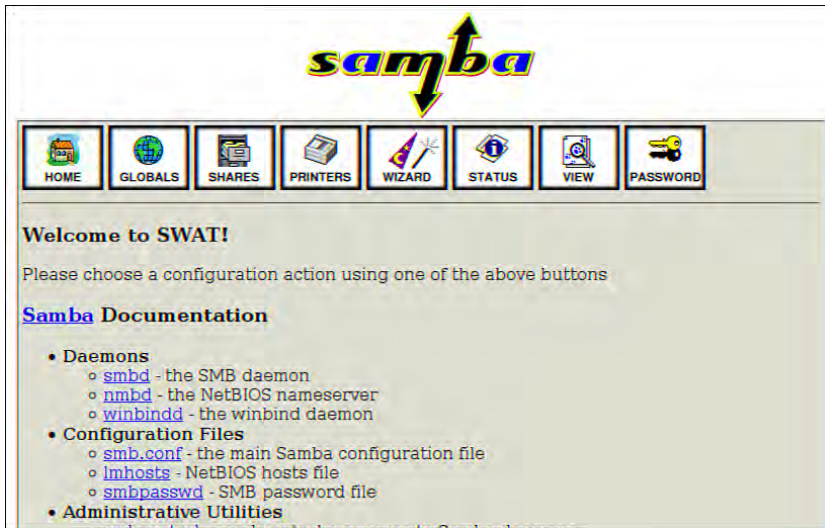 samba
HOME GLOBALS SHARES PRINTERS WIZARD STATUS VIEW PASSWORD
Welcome to SWAT!
Please choose a configuration action using one of the above buttons
Samba Documentation
• Daemons
◦ smbd - the SMB daemon
◦ nmbd - the NetBIOS nameserver
◦ winbindd - the winbind daemon
• Configuration Files
◦ smb.conf - the main Samba configuration file
◦ lmhosts - NetBIOS hosts file
◦ smbpasswd - SMB password file
• Administrative Utilities